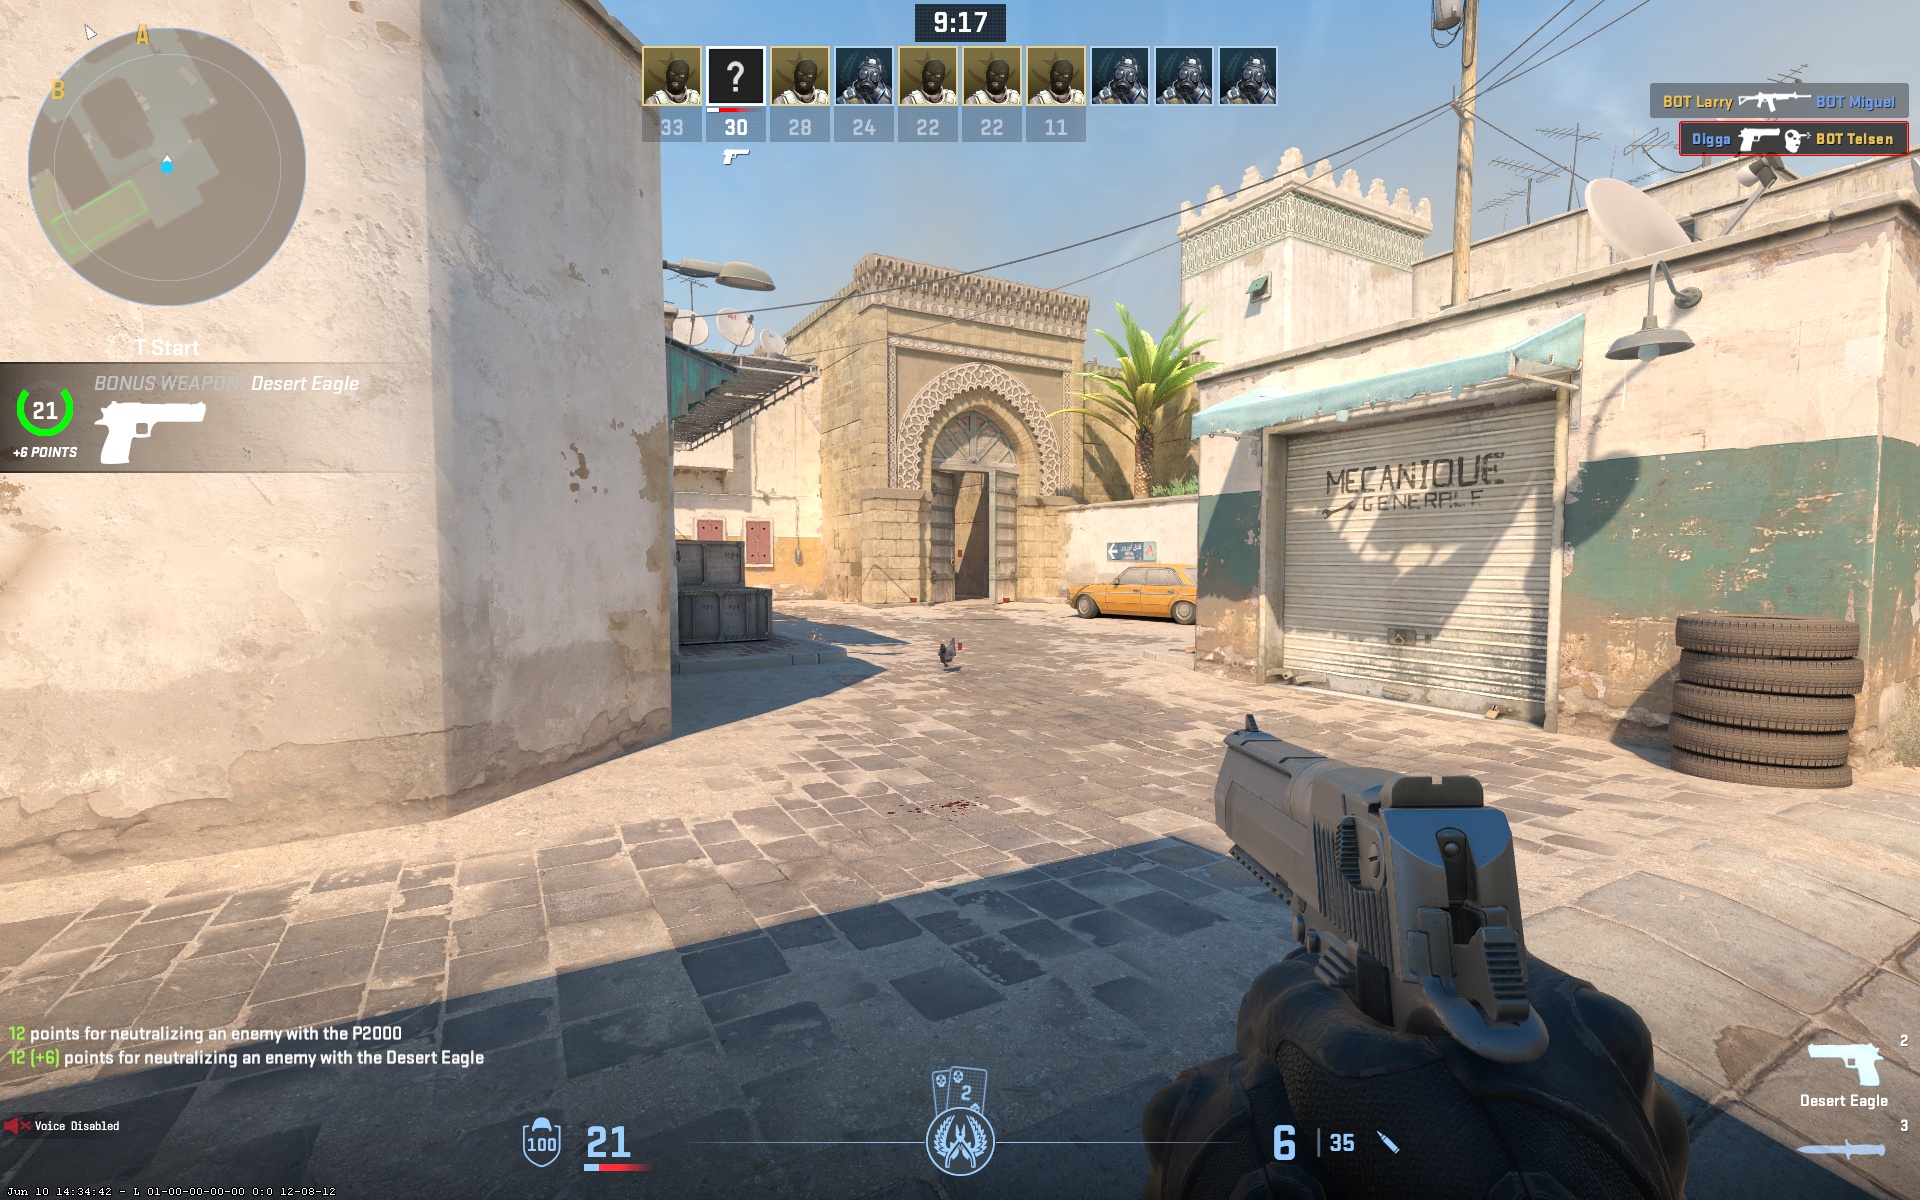 9:17
A
B
?
33 30 28 24 22 22 11
BOT Larry BOT Miguel
Digga BOT Telsen
T Start
BONUS WEAPON: Desert Eagle
21
+6 POINTS
MECANIQUE
GENERALE
12 points for neutralizing an enemy with the P2000
12 (+6) points for neutralizing an enemy with the Desert Eagle
Voice Disabled
100 21
2
6 | 35
2
Desert Eagle
3
Jun 10 14:34:42 - L 01-00-00-00-00 0:0 12-08-12